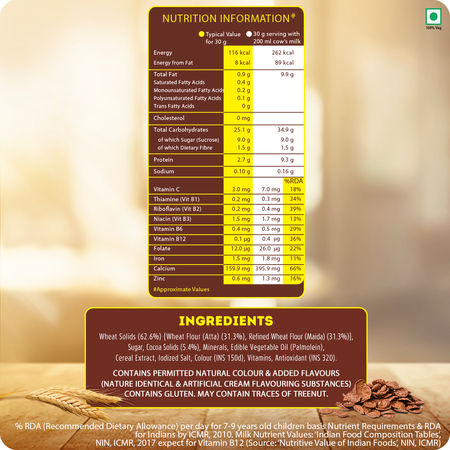 NUTRITION INFORMATION#
Typical Value for 30 g
30 g serving with 200 ml cow's milk
100% Veg
Energy 116 kcal 262 kcal
Energy from Fat 8 kcal 89 kcal
Total Fat 0.9 g 9.9 g
Saturated Fatty Acids 0.4 g
Monounsaturated Fatty Acids 0.2 g
Polyunsaturated Fatty Acids 0.1 g
Trans Fatty Acids 0 g
Cholesterol 0 mg
Total Carbohydrates 25.1 g 34.9 g
of which Sugar (Sucrose) 9.0 g 9.0 g
of which Dietary Fibre 1.5 g 1.5 g
Protein 2.7 g 9.3 g
Sodium 0.10 g 0.16 g
%RDA
Vitamin C 3.0 mg 7.0 mg 18%
Thiamine (Vit B1) 0.2 mg 0.3 mg 34%
Riboflavin (Vit B2) 0.2 mg 0.4 mg 39%
Niacin (Vit B3) 1.5 mg 1.7 mg 13%
Vitamin B6 0.4 mg 0.5 mg 29%
Vitamin B12 0.1 µg 0.4 µg 36%
Folate 12.0 µg 26.0 µg 22%
Iron 1.5 mg 1.8 mg 11%
Calcium 159.9 mg 395.9 mg 66%
Zinc 0.6 mg 1.3 mg 16%
#Approximate Values
INGREDIENTS
Wheat Solids (62.6%) [Wheat Flour (Atta) (31.3%), Refined Wheat Flour (Maida) (31.3%)],
Sugar, Cocoa Solids (5.4%), Minerals, Edible Vegetable Oil (Palmolein),
Cereal Extract, Iodized Salt, Colour (INS 150d), Vitamins, Antioxidant (INS 320).
CONTAINS PERMITTED NATURAL COLOUR & ADDED FLAVOURS
(NATURE IDENTICAL & ARTIFICIAL CREAM FLAVOURING SUBSTANCES)
CONTAINS GLUTEN. MAY CONTAIN TRACES OF TREENUT.
% RDA (Recommended Dietary Allowance) per day for 7-9 years old children basis Nutrient Requirements & RDA
for Indians by ICMR, 2010. Milk Nutrient Values: 'Indian Food Composition Tables',
NIN, ICMR, 2017 expect for Vitamin B12 (Source: 'Nutritive Value of Indian Foods', NIN, ICMR)